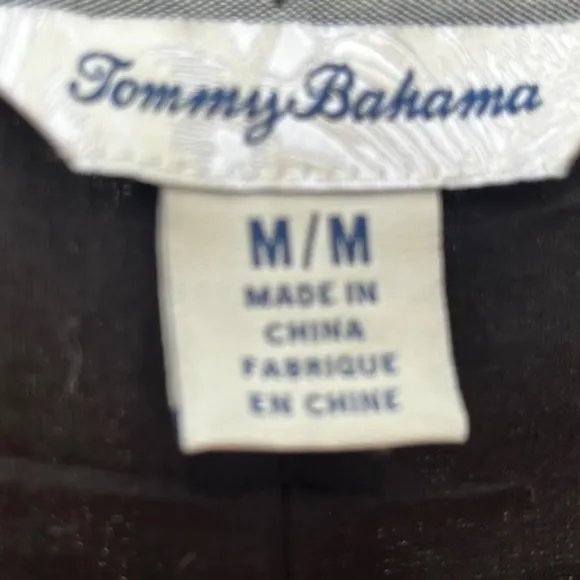 Tommy Bahama
M/M
MADE IN
CHINA
FABRIQUE
EN CHINE